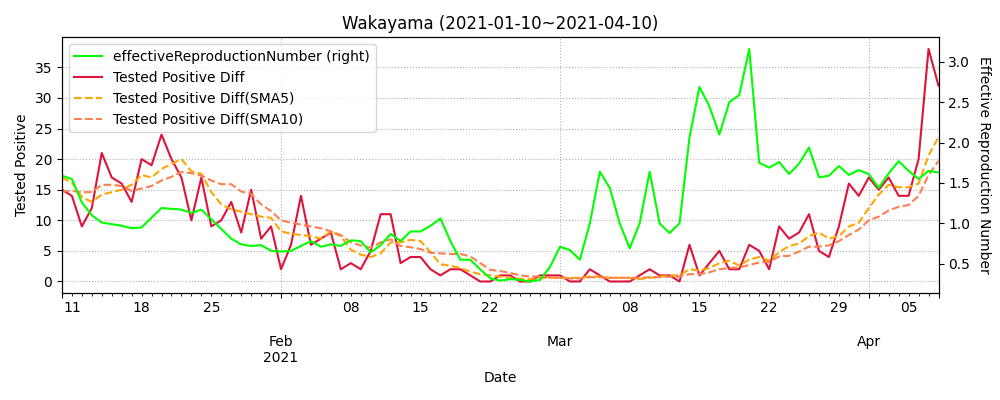 Wakayama (2021-01-10~2021-04-10)
effectiveReproductionNumber (right)
Tested Positive Diff
Tested Positive Diff(SMA5)
Tested Positive Diff(SMA10)
Tested Positive
35
30
25
20
15
10
5
0
3.0
2.5
2.0
1.5
1.0
0.5
Effective Reproduction Number
11 18 25 08 15 22 08 15 22 29 05
Feb Mar Apr
2021
Date